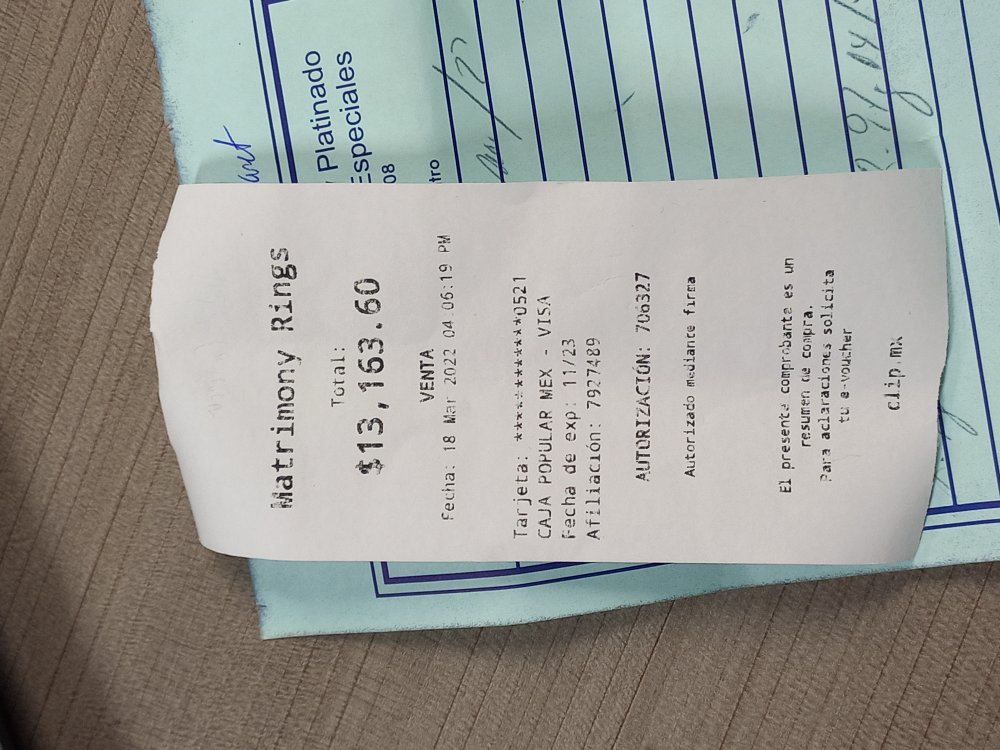 Matrimony Rings
Total:
$13,163.60
Fecha: 18 Mar 2022 04:06:19 PM
VENTA
Tarjeta: ************0521
CAJA POPULAR MEX - VISA
Fecha de exp: 11/23
Afiliación: 7927489
AUTORIZACIÓN: 706327
Autorizado mediante firma
El presente comprobante es un
resumen de compra.
Para aclaraciones solicita
tu e-voucher
clip.mx
Platinado
Especiales
08
tro